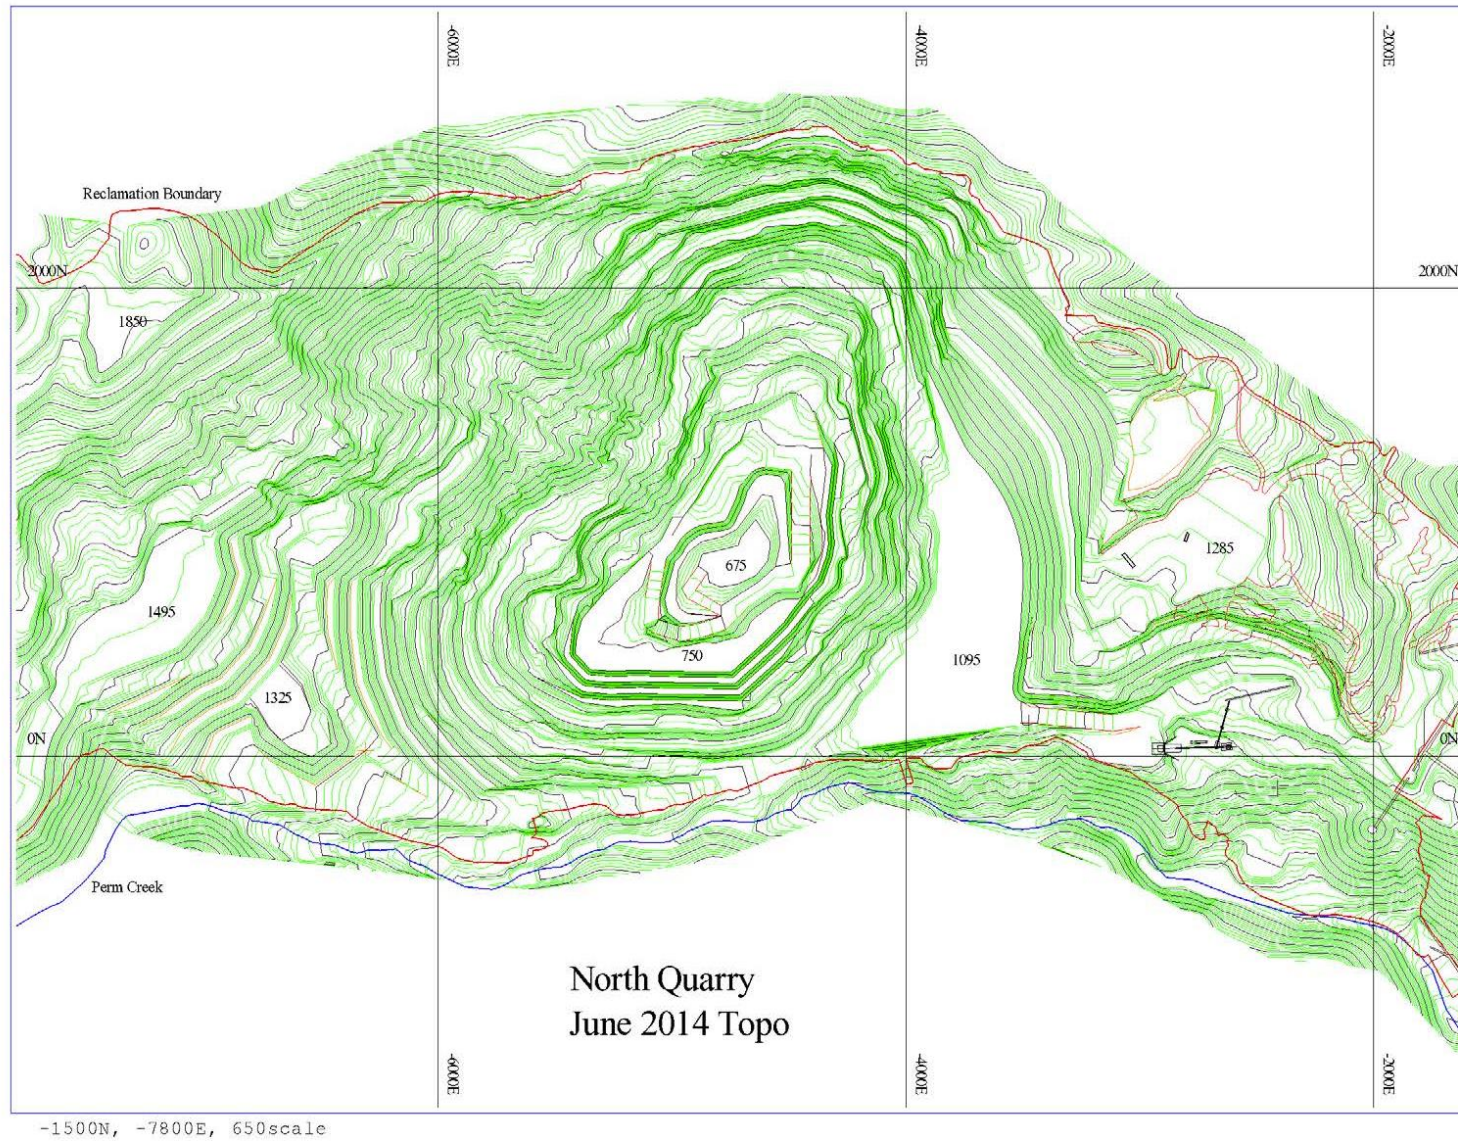 -6000E
-4000E
-2000E
Reclamation Boundary
2000N
2000N
1850
1285
675
1495
750
1095
1325
0N
0N
Perm Creek
North Quarry
June 2014 Topo
-6000E
-4000E
-2000E
-1500N, -7800E, 650scale